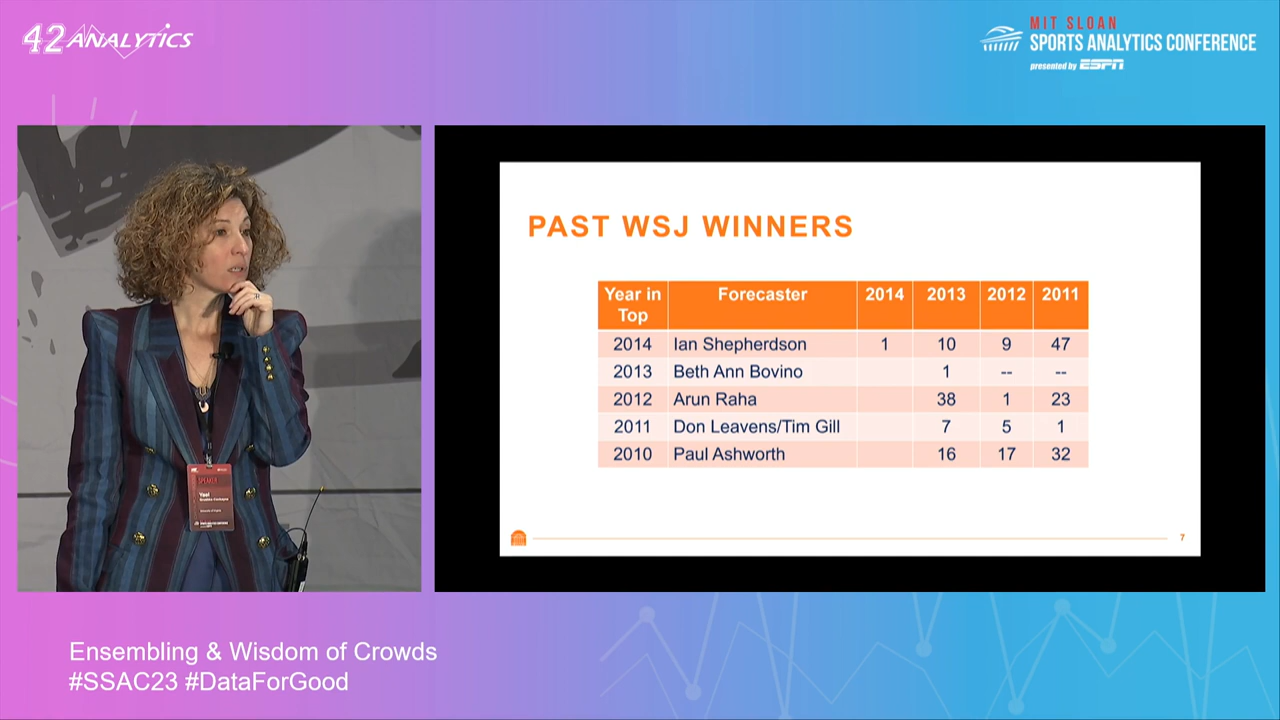 42 ANALYTICS
MIT SLOAN
SPORTS ANALYTICS CONFERENCE
presented by ESPN
SPEAKER
Yael
PAST WSJ WINNERS
Year in Top Forecaster 2014 2013 2012 2011
2014 Ian Shepherdson 1 10 9 47
2013 Beth Ann Bovino 1 -- --
2012 Arun Raha 38 1 23
2011 Don Leavens/Tim Gill 7 5 1
2010 Paul Ashworth 16 17 32
7
Ensembling & Wisdom of Crowds
#SSAC23 #DataForGood